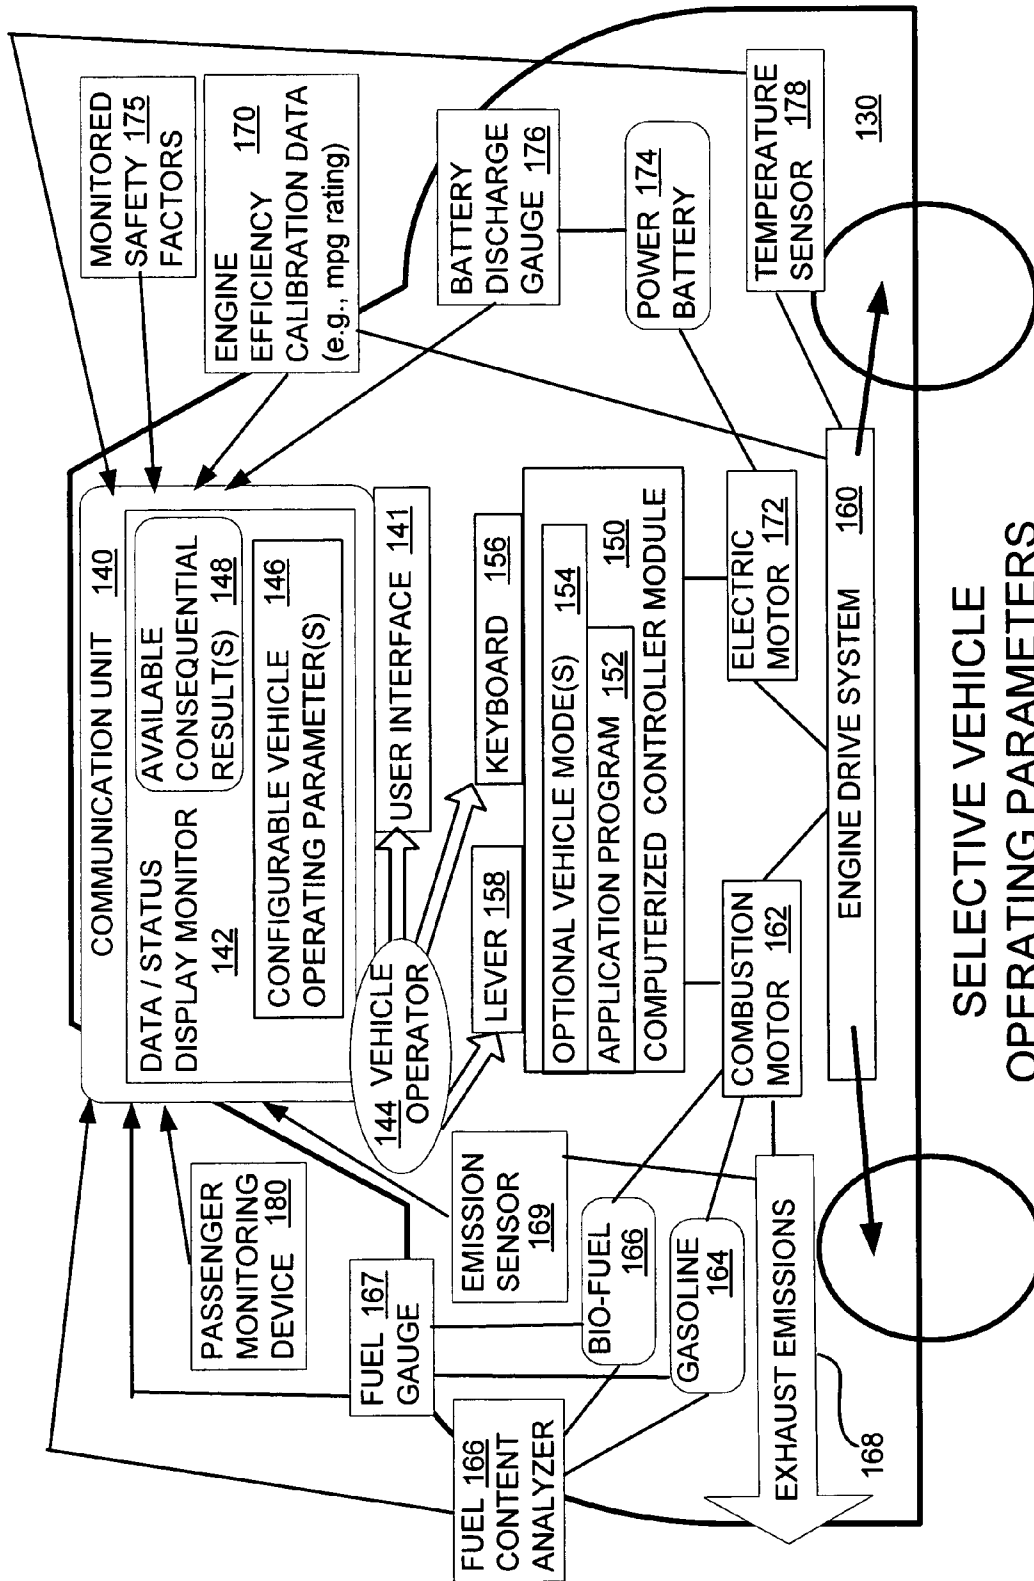 MONITORED
SAFETY 175
FACTORS
ENGINE
EFFICIENCY 170
CALIBRATION DATA
(e.g., mpg rating)
COMMUNICATION UNIT 140
DATA / STATUS
DISPLAY MONITOR
142
AVAILABLE
CONSEQUENTIAL
RESULT(S) 148
CONFIGURABLE VEHICLE
OPERATING PARAMETER(S) 146
USER INTERFACE 141
PASSENGER
MONITORING
DEVICE 180
FUEL 167
GAUGE
FUEL 166
CONTENT
ANALYZER
144 VEHICLE
OPERATOR
EMISSION
SENSOR
169
LEVER 158
KEYBOARD 156
OPTIONAL VEHICLE MODE(S) 154
APPLICATION PROGRAM 152
COMPUTERIZED CONTROLLER MODULE
150
BATTERY
DISCHARGE
GAUGE 176
POWER 174
BATTERY
BIO-FUEL
166
GASOLINE
164
COMBUSTION
MOTOR 162
ELECTRIC
MOTOR 172
TEMPERATURE
SENSOR 178
EXHAUST EMISSIONS
168
ENGINE DRIVE SYSTEM 160
130
SELECTIVE VEHICLE
OPERATING PARAMETERS